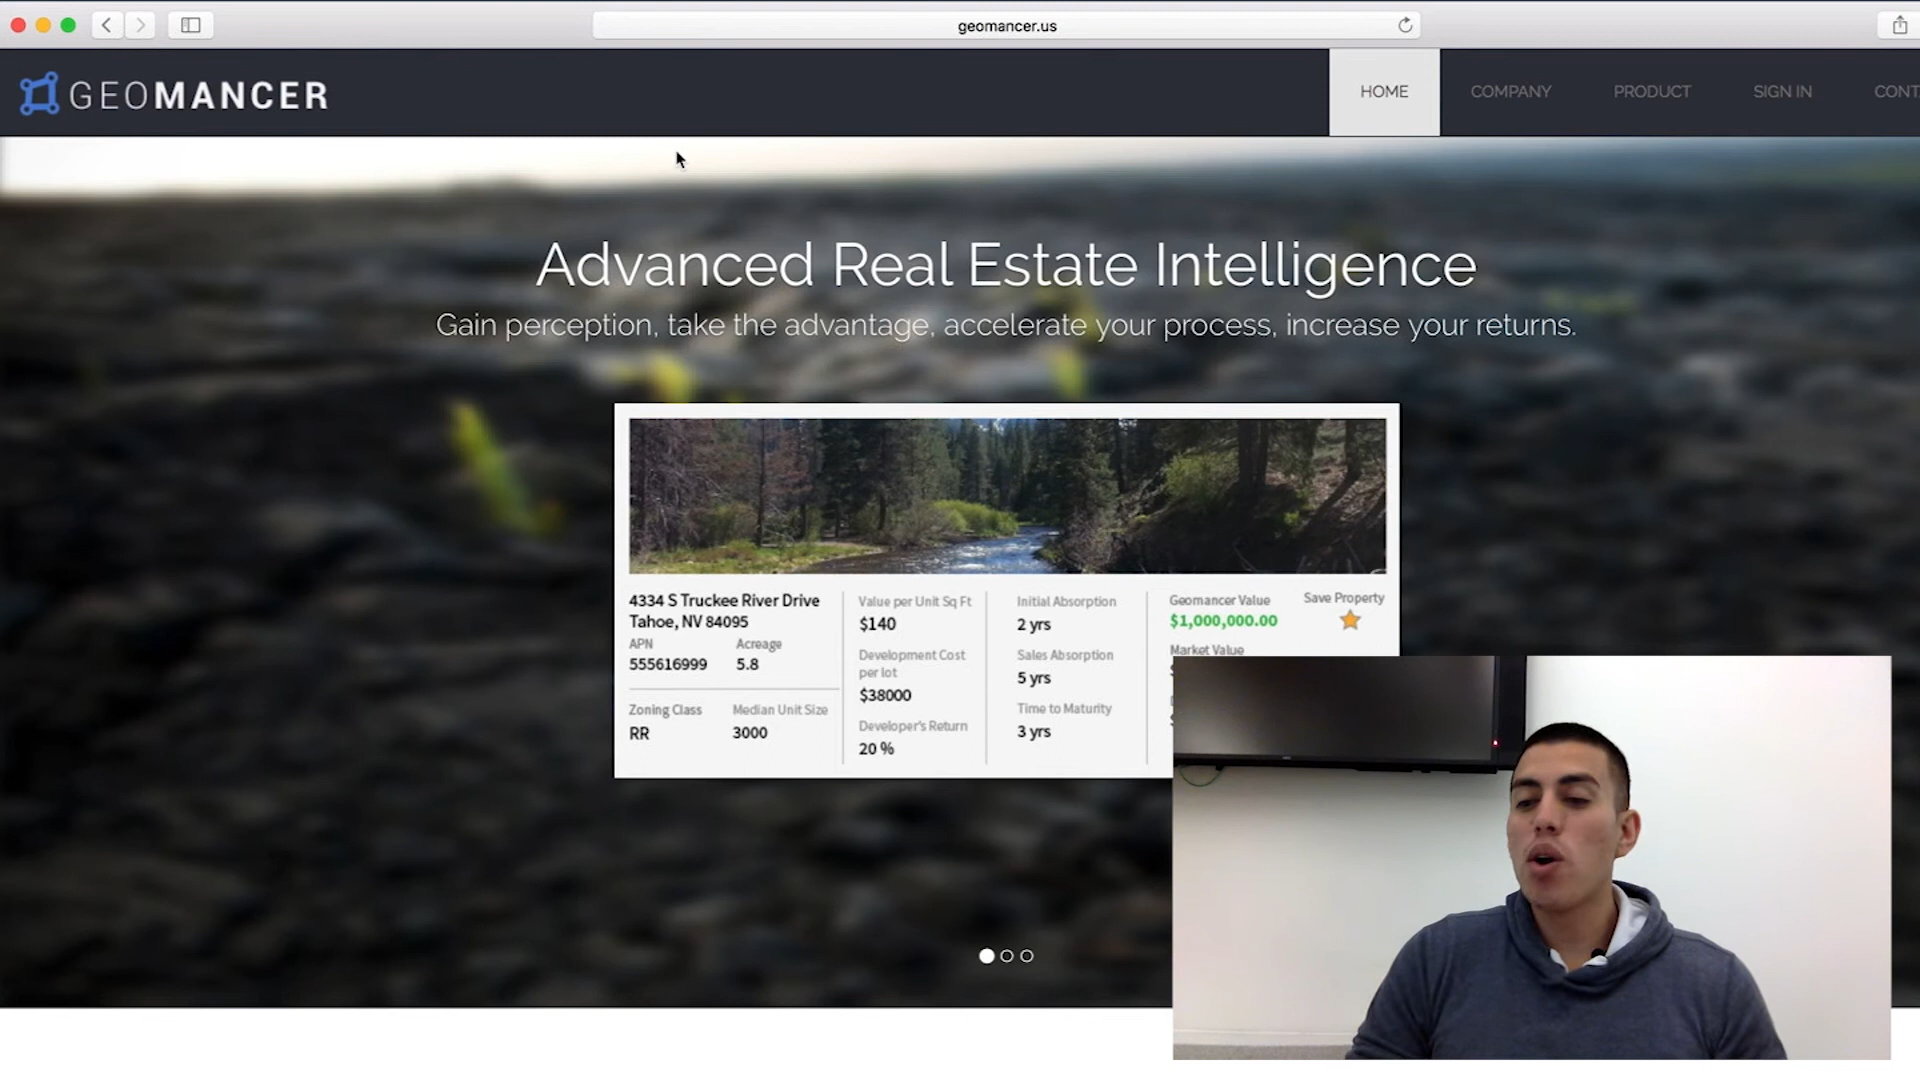 geomancer.us
GEOMANCER
HOME
COMPANY
PRODUCT
SIGN IN
Advanced Real Estate Intelligence
Gain perception, take the advantage, accelerate your process, increase your returns.
4334 S Truckee River Drive
Tahoe, NV 84095
APN
Acreage
555616999
5.8
Zoning Class
Median Unit Size
RR
3000
Value per Unit Sq Ft
$140
Development Cost
per lot
$38000
Developer's Return
20 %
Initial Absorption
2 yrs
Sales Absorption
5 yrs
Time to Maturity
3 yrs
Geomancer Value
$1,000,000.00
Market Value
Save Property